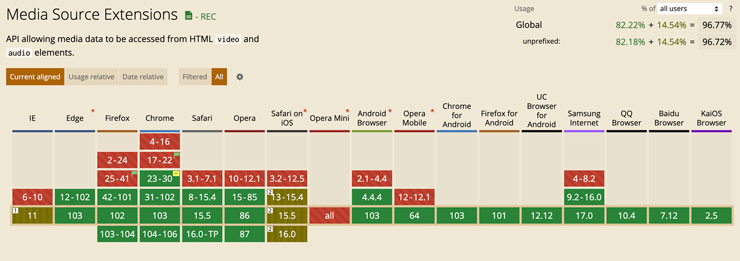 Media Source Extensions - REC
Usage % of all users ?
Global 82.22% + 14.54% = 96.77%
unprefixed: 82.18% + 14.54% = 96.72%
API allowing media data to be accessed from HTML video and
audio elements.
Current aligned Usage relative Date relative Filtered All
IE Edge * Firefox Chrome Safari Opera Safari on iOS * Opera Mini * Android Browser * Opera Mobile * Chrome for Android Firefox for Android UC Browser for Android Samsung Internet QQ Browser Baidu Browser KaiOS Browser
4-16
2-24 17-22
25-41 23-30 3.1-7.1 10-12.1 3.2-12.5 2.1-4.4 4-8.2
6-10 12-102 42-101 31-102 8-15.4 15-85 2 13-15.4 4.4.4 12-12.1 9.2-16.0
1 11 103 102 103 15.5 86 2 15.5 all 103 64 103 101 12.12 17.0 10.4 7.12 2.5
103-104 104-106 16.0-TP 87 2 16.0